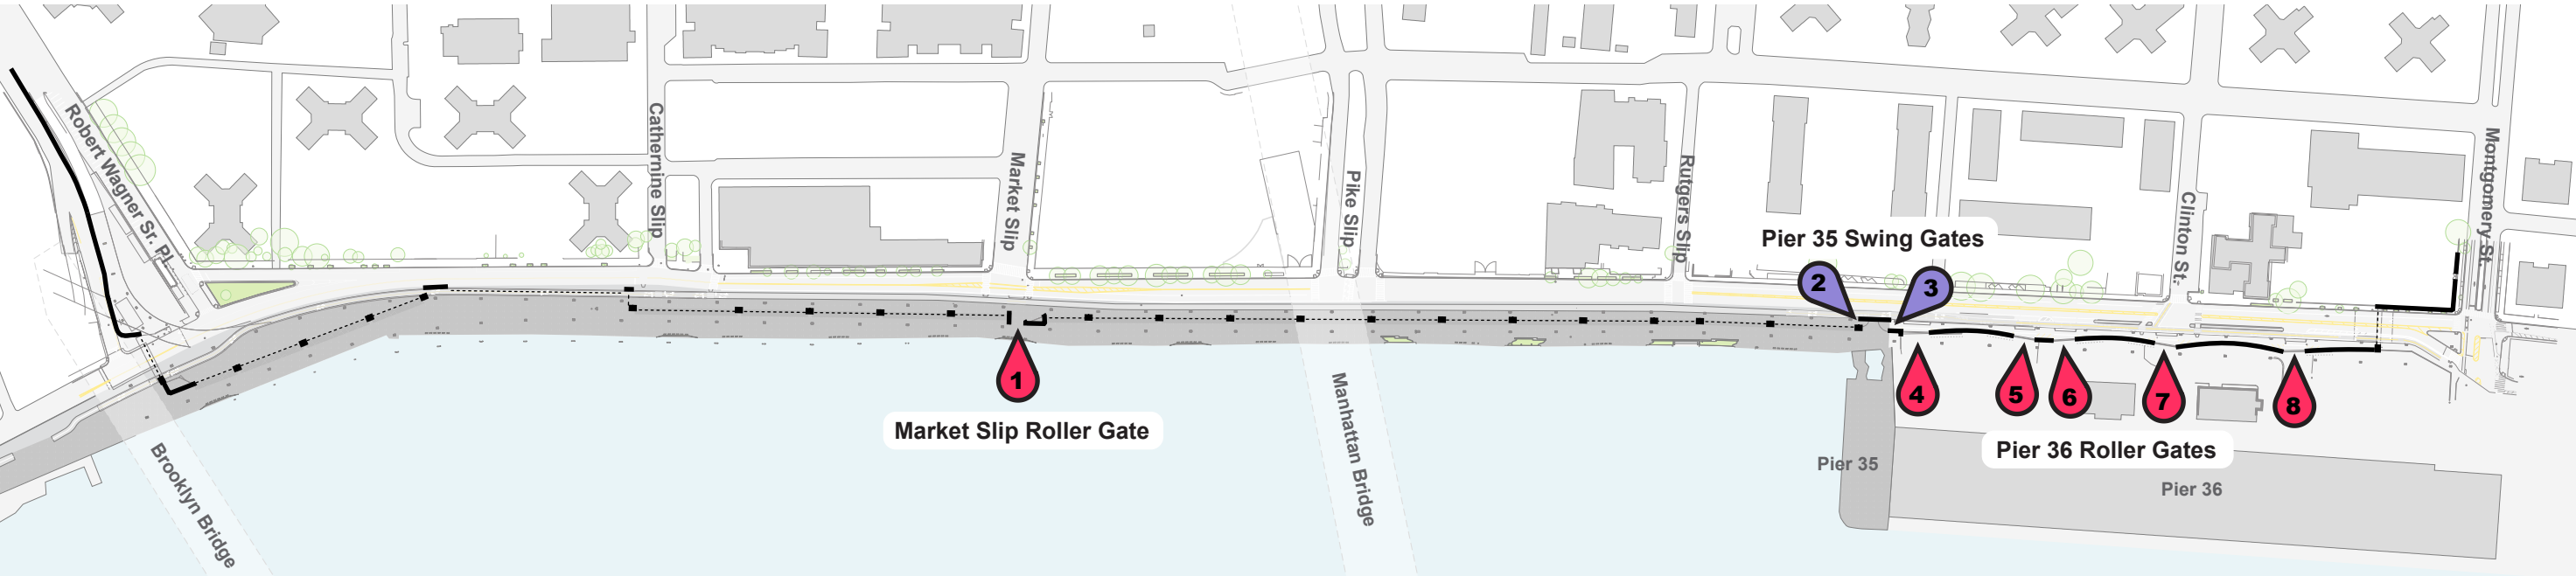 Robert Wagner Sr. Pl.
Cathernine Slip
Market Slip
Pike Slip
Rutgers Slip
Clinton St.
Montgomery St.
Pier 35 Swing Gates
2
3
1
4
5
6
7
8
Market Slip Roller Gate
Pier 36 Roller Gates
Brooklyn Bridge
Manhattan Bridge
Pier 35
Pier 36